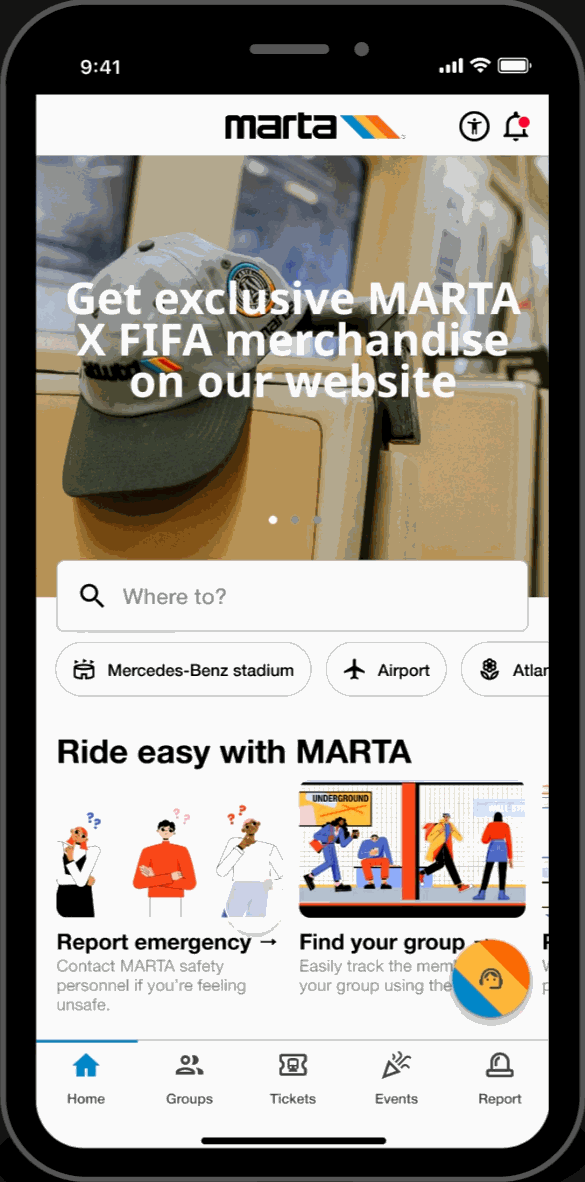 9:41
marta
Get exclusive MARTA
X FIFA merchandise
on our website
Where to?
Mercedes-Benz stadium
Airport
Atlan
Ride easy with MARTA
UNDERGROUND
WALL ST
Report emergency →
Find your group
Contact MARTA safety
personnel if you're feeling
unsafe.
Easily track the mem
your group using the
Home
Groups
Tickets
Events
Report